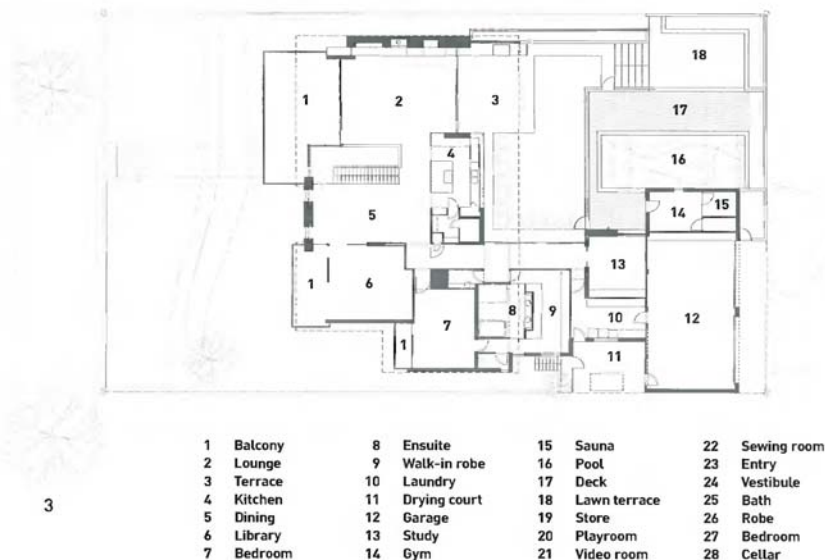 18
1
2
3
17
4
16
15
14
5
13
1
6
10
8
9
12
7
1
11
1 Balcony
2 Lounge
3 Terrace
4 Kitchen
5 Dining
6 Library
7 Bedroom
8 Ensuite
9 Walk-in robe
10 Laundry
11 Drying court
12 Garage
13 Study
14 Gym
15 Sauna
16 Pool
17 Deck
18 Lawn terrace
19 Store
20 Playroom
21 Video room
22 Sewing room
23 Entry
24 Vestibule
25 Bath
26 Robe
27 Bedroom
28 Cellar
3